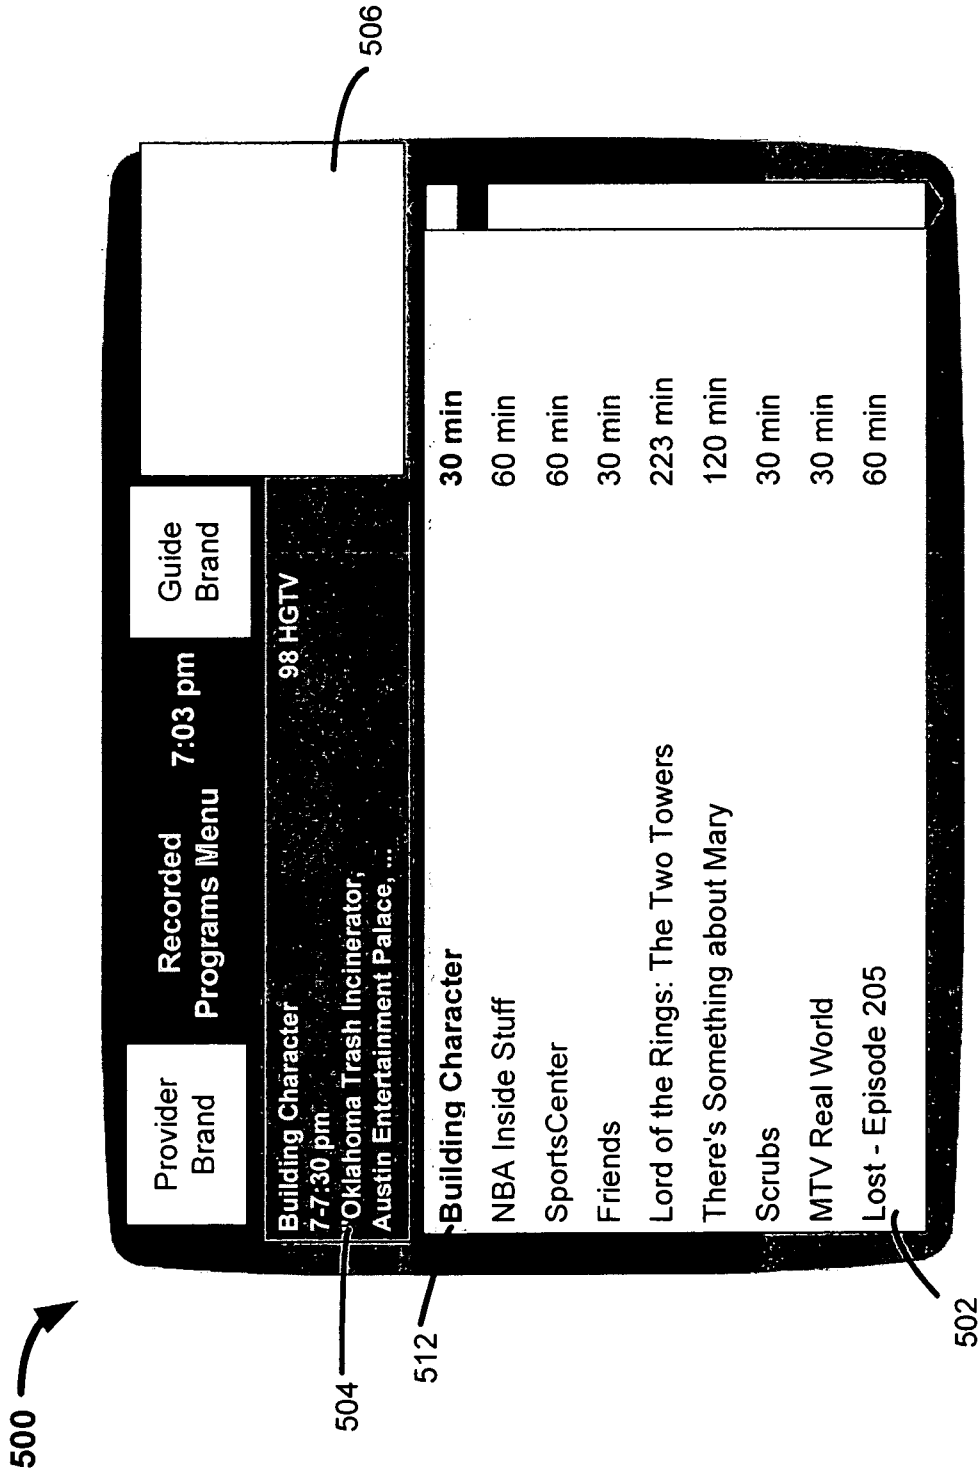 500
506
Provider
Brand
Recorded
Programs Menu
7:03 pm
Guide
Brand
Building Character
98 HGTV
7-7:30 pm
Oklahoma Trash Incinerator,
Austin Entertainment Palace, ...
504
512
Building Character 30 min
NBA Inside Stuff 60 min
SportsCenter 60 min
Friends 30 min
Lord of the Rings: The Two Towers 223 min
There's Something about Mary 120 min
Scrubs 30 min
MTV Real World 30 min
Lost - Episode 205 60 min
502